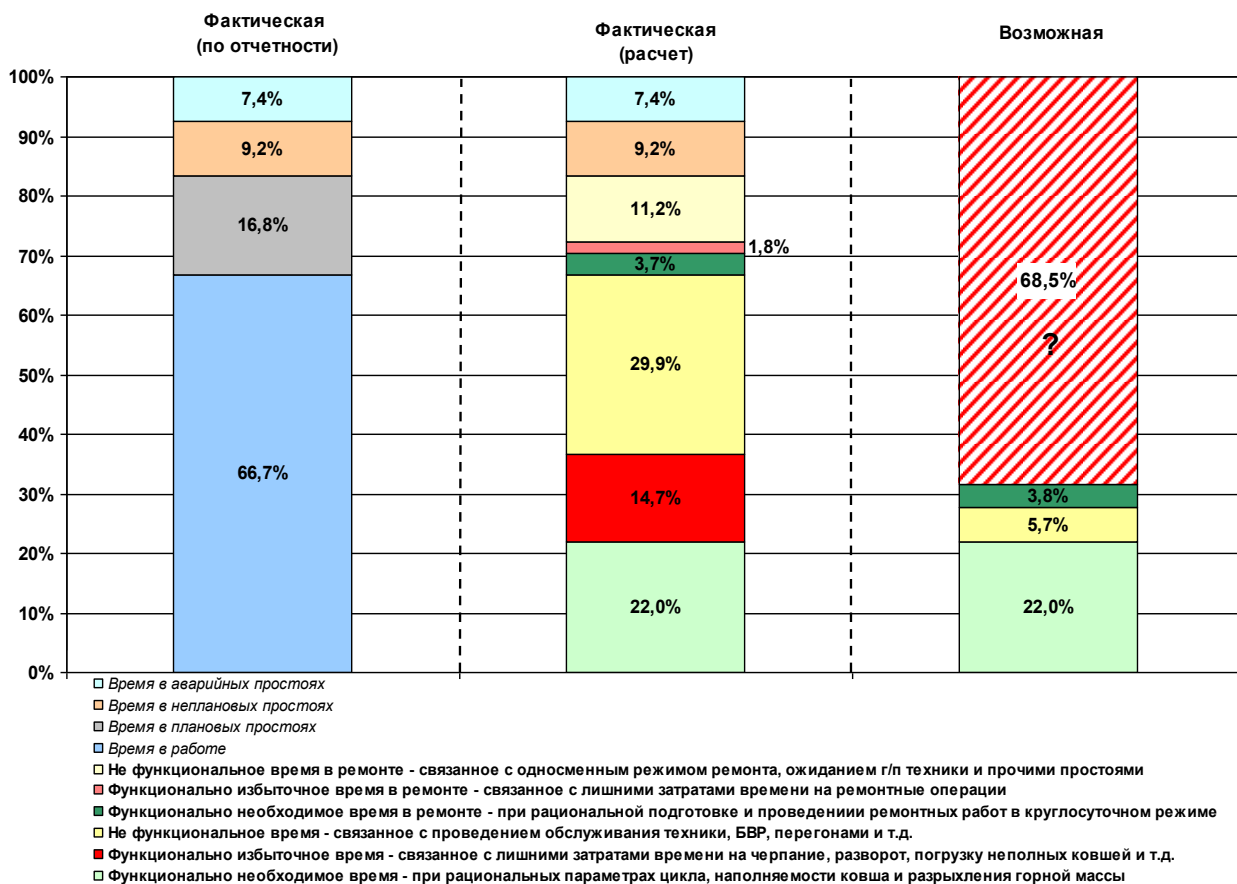 Фактическая
(по отчетности)
Фактическая
(расчет)
Возможная
100%
90%
80%
70%
60%
50%
40%
30%
20%
10%
0%
7,4%
9,2%
16,8%
66,7%
7,4%
9,2%
11,2%
1,8%
3,7%
29,9%
14,7%
22,0%
68,5%
?
3,8%
5,7%
22,0%
Время в аварийных простоях
Время в неплановых простоях
Время в плановых простоях
Время в работе
Не функциональное время в ремонте - связанное с односменным режимом ремонта, ожиданием г/п техники и прочими простоями
Функционально избыточное время в ремонте - связанное с лишними затратами времени на ремонтные операции
Функционально необходимое время в ремонте - при рациональной подготовке и проведениии ремонтных работ в круглосуточном режиме
Не функциональное время - связанное с проведением обслуживания техники, БВР, перегонами и т.д.
Функционально избыточное время - связанное с лишними затратами времени на черпание, разворот, погрузку неполных ковшей и т.д.
Функционально необходимое время - при рациональных параметрах цикла, наполняемости ковша и разрыхления горной массы